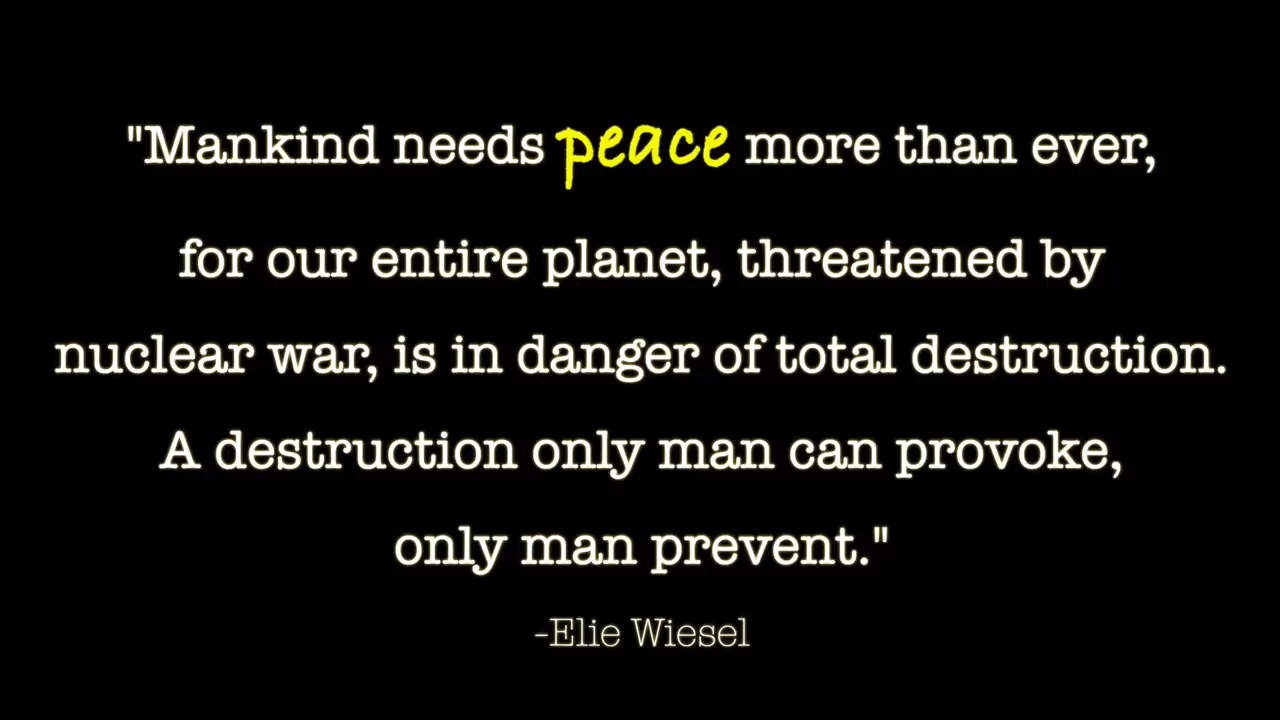 "Mankind needs peace more than ever,
for our entire planet, threatened by
nuclear war, is in danger of total destruction.
A destruction only man can provoke,
only man prevent."
-Elie Wiesel